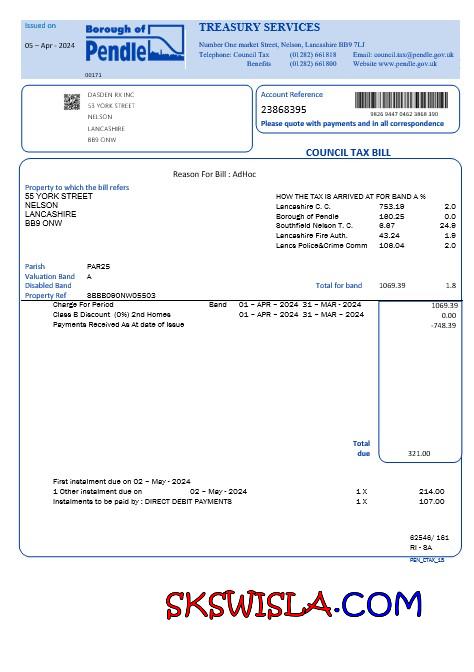 Issued on
05 – Apr - 2024
Borough of
Pendle
00171
TREASURY SERVICES
Number One market Street, Nelson, Lancashire BB9 7LJ
Telephone: Council Tax (01282) 661818 Email: council.tax@pendle.gov.uk
Benefits (01282) 661800 Website www.pendle.gov.uk
DASDEN RX INC
53 YORK STREET
NELSON
LANCASHIRE
BB9 ONW
Account Reference
23868395
9826 9447 0462 3868 390
Please quote with payments and in all correspondence
COUNCIL TAX BILL
Reason For Bill : AdHoc
Property to which the bill refers
55 YORK STREET
NELSON
LANCASHIRE
BB9 ONW
HOW THE TAX IS ARRIVED AT FOR BAND A %
Lancashire C. C. 753.19 2.0
Borough of Pendle 160.25 0.0
Southfield Nelson T. C. 6.67 24.9
Lancashire Fire Auth. 43.24 1.9
Lancs Police&Crime Comm 106.04 2.0
Parish PAR25
Valuation Band A
Disabled Band
Total for band 1069.39 1.8
Property Ref SBBB090NW05503
Charge For Period Band 01 – APR – 2024 31 – MAR - 2024 1069.39
Class B Discount (0%) 2nd Homes 01 – APR – 2024 31 – MAR – 2024 0.00
Payments Received As At date of Issue -748.39
Total
due 321.00
First instalment due on 02 – May - 2024
1 Other instalment due on 02 – May - 2024 1 X 214.00
Instalments to be paid by : DIRECT DEBIT PAYMENTS 1 X 107.00
62546/ 161
RI - SA
PEN_CTAX_15
SKSWISLA.COM